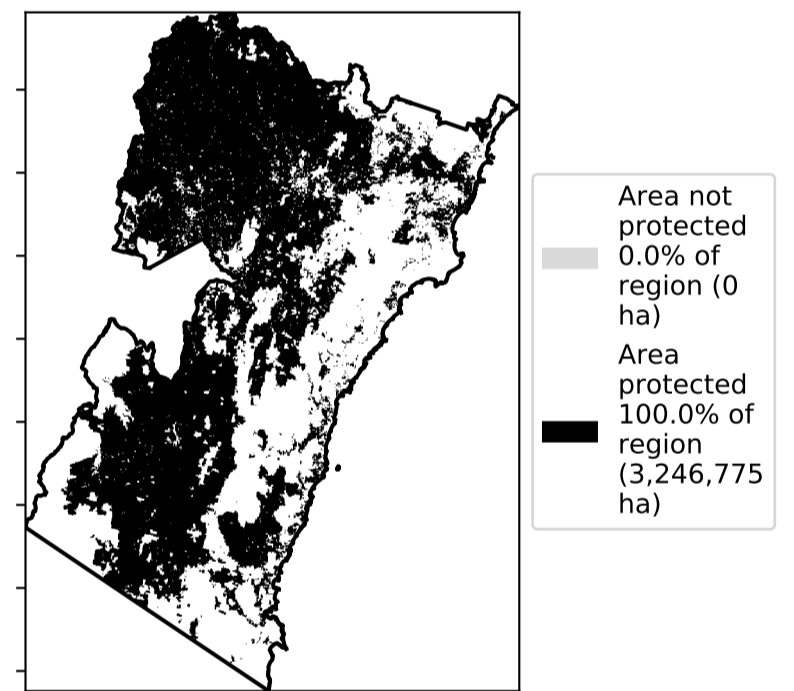 Area not
protected
0.0% of
region (0
ha)
Area
protected
100.0% of
region
(3,246,775
ha)